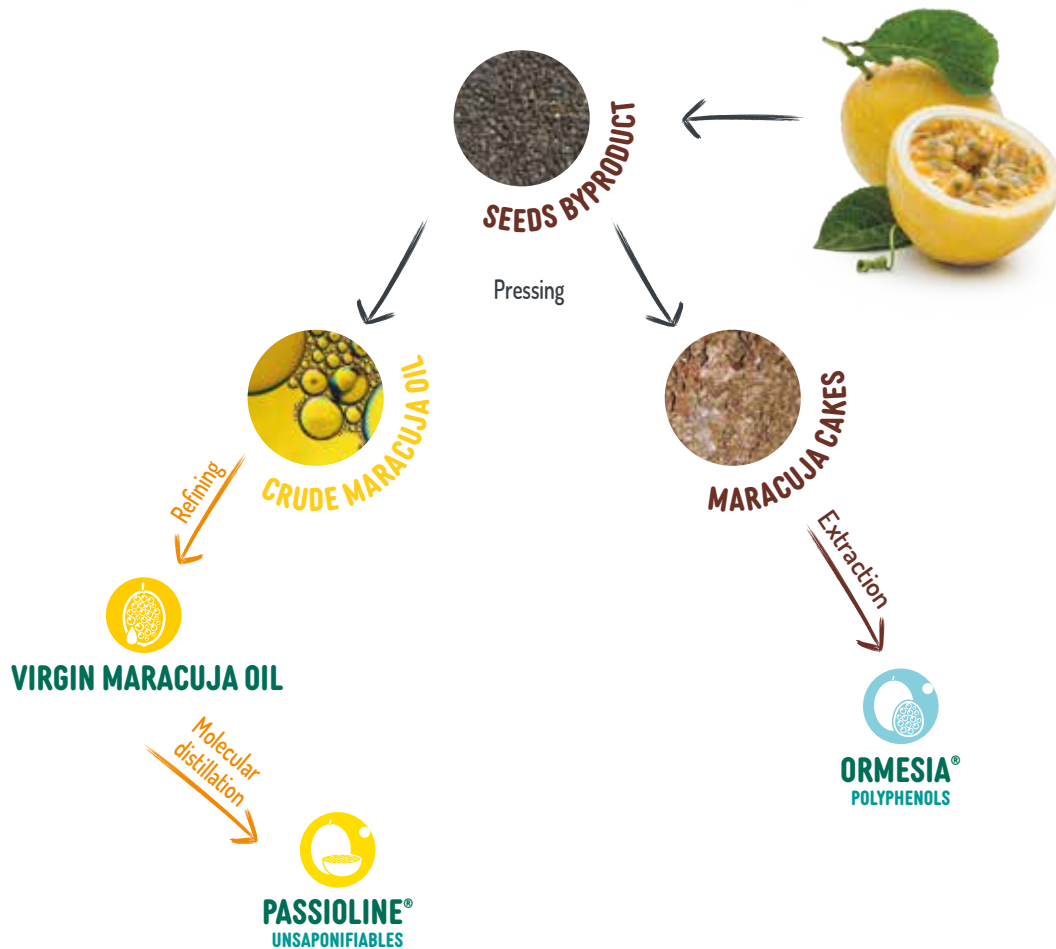 SEEDS BYPRODUCT
Pressing
CRUDE MARACUJA OIL
MARACUJA CAKES
Refining
Extraction
VIRGIN MARACUJA OIL
Molecular
distillation
ORMESIA®
POLYPHENOLS
PASSIOLINE®
UNSAPONIFIABLES